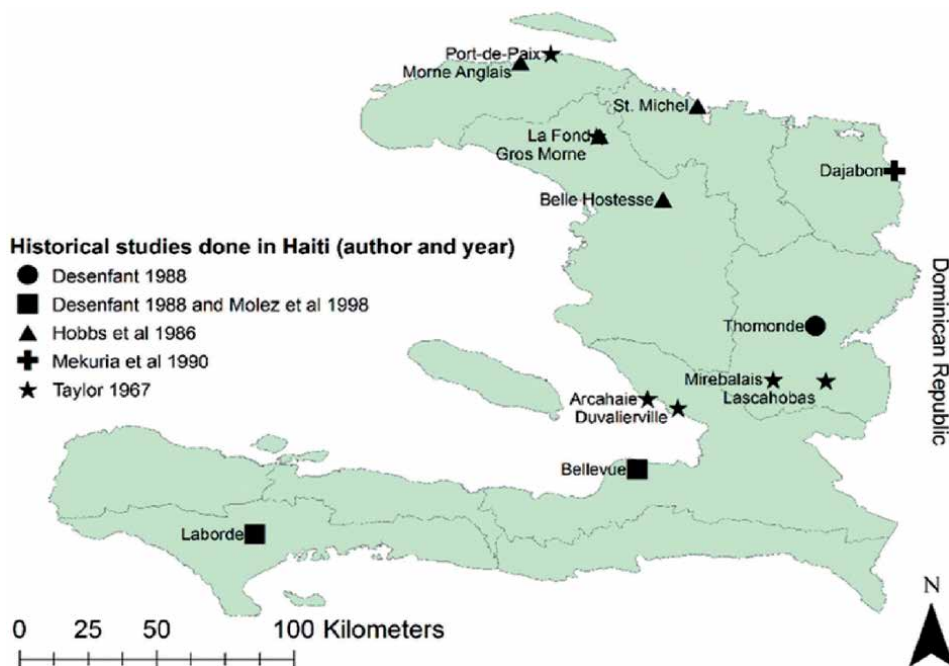 Port-de-Paix
Morne Anglais
St. Michel
La Fond
Gros Morne
Dajabon
Belle Hostesse
Historical studies done in Haiti (author and year)
Desenfant 1988
Desenfant 1988 and Molez et al 1998
Hobbs et al 1986
Mekuria et al 1990
Taylor 1967
Dominican Republic
Thomonde
Mirebalais
Lascahobas
Arcahaie
Duvalierville
Bellevue
Laborde
N
0 25 50 100 Kilometers